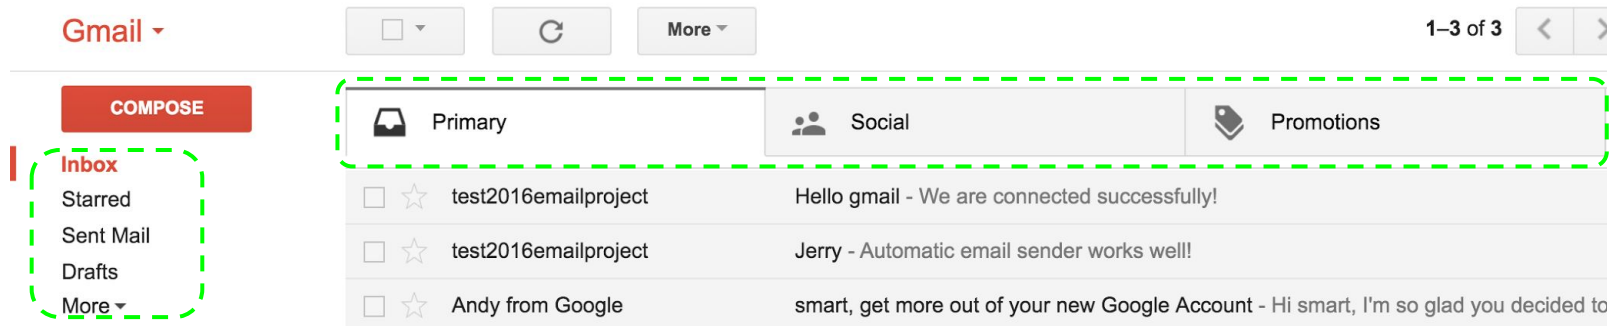 Gmail
More
1–3 of 3
COMPOSE
Primary
Social
Promotions
Inbox
Starred
Sent Mail
Drafts
More
test2016emailproject Hello gmail - We are connected successfully!
test2016emailproject Jerry - Automatic email sender works well!
Andy from Google smart, get more out of your new Google Account - Hi smart, I'm so glad you decided to